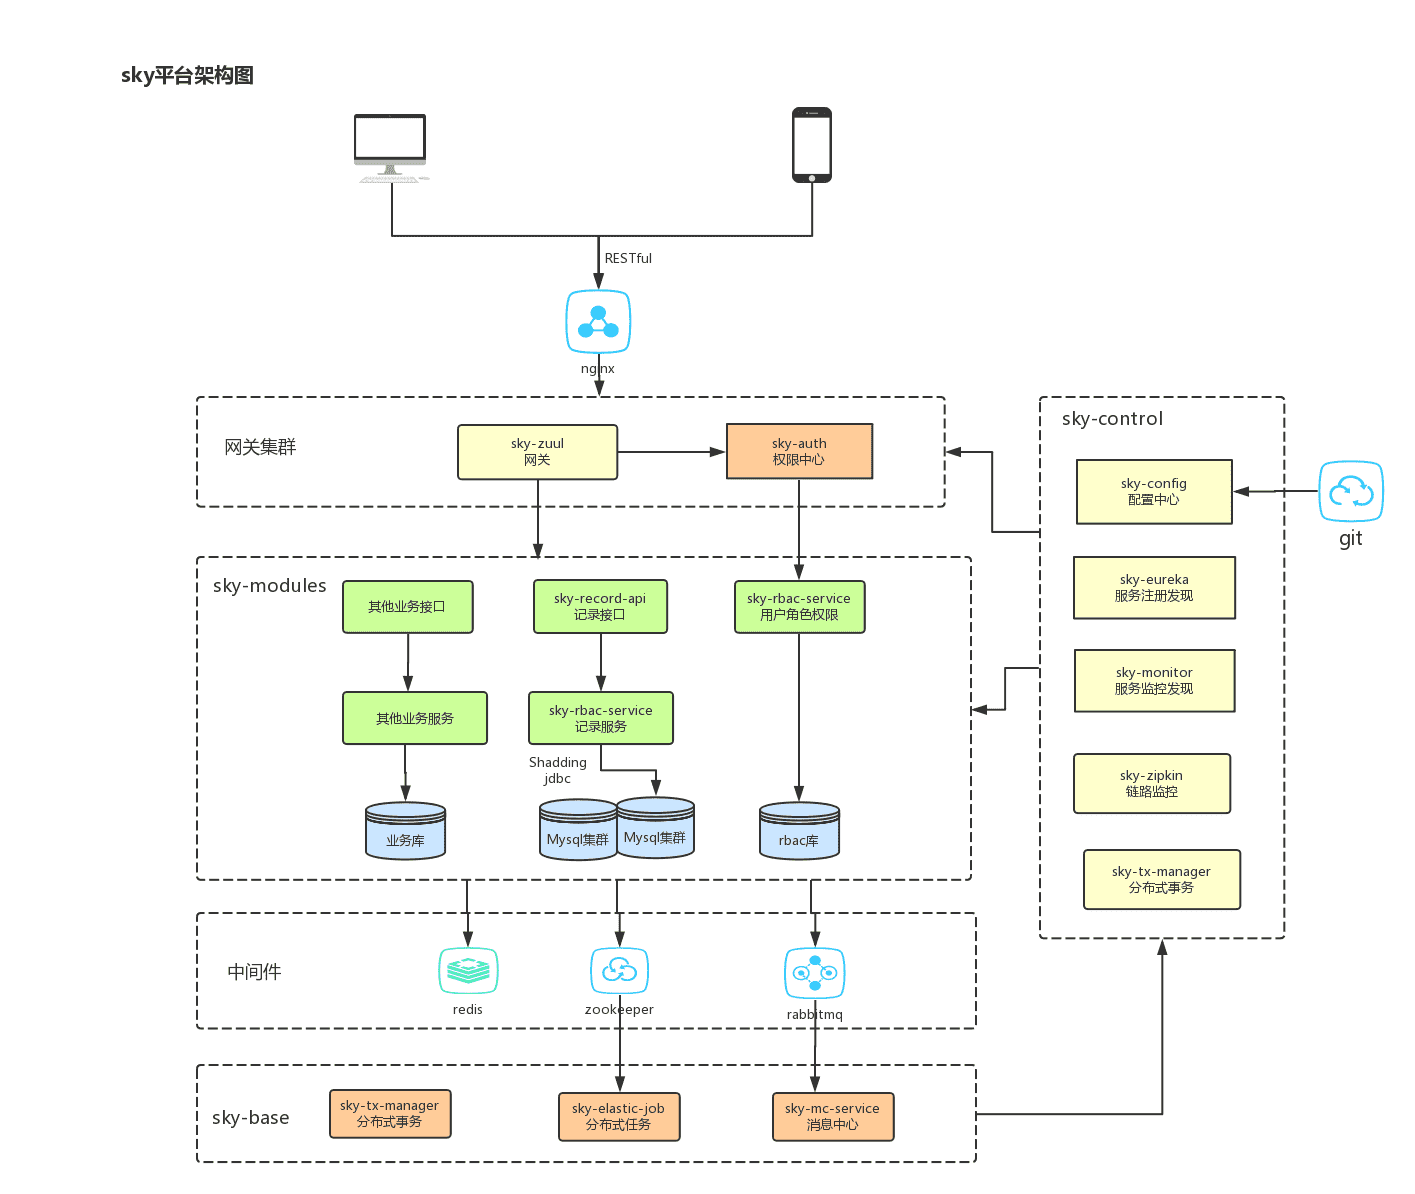 sky平台架构图
RESTful
nginx
网关集群
sky-zuul
网关
sky-auth
权限中心
sky-control
sky-config
配置中心
git
sky-eureka
服务注册发现
sky-monitor
服务监控发现
sky-zipkin
链路监控
sky-tx-manager
分布式事务
sky-modules
其他业务接口
sky-record-api
记录接口
sky-rbac-service
用户角色权限
其他业务服务
sky-rbac-service
记录服务
Shadding
jdbc
业务库
Mysql集群
Mysql集群
rbac库
中间件
redis
zookeeper
rabbitmq
sky-base
sky-tx-manager
分布式事务
sky-elastic-job
分布式任务
sky-mc-service
消息中心